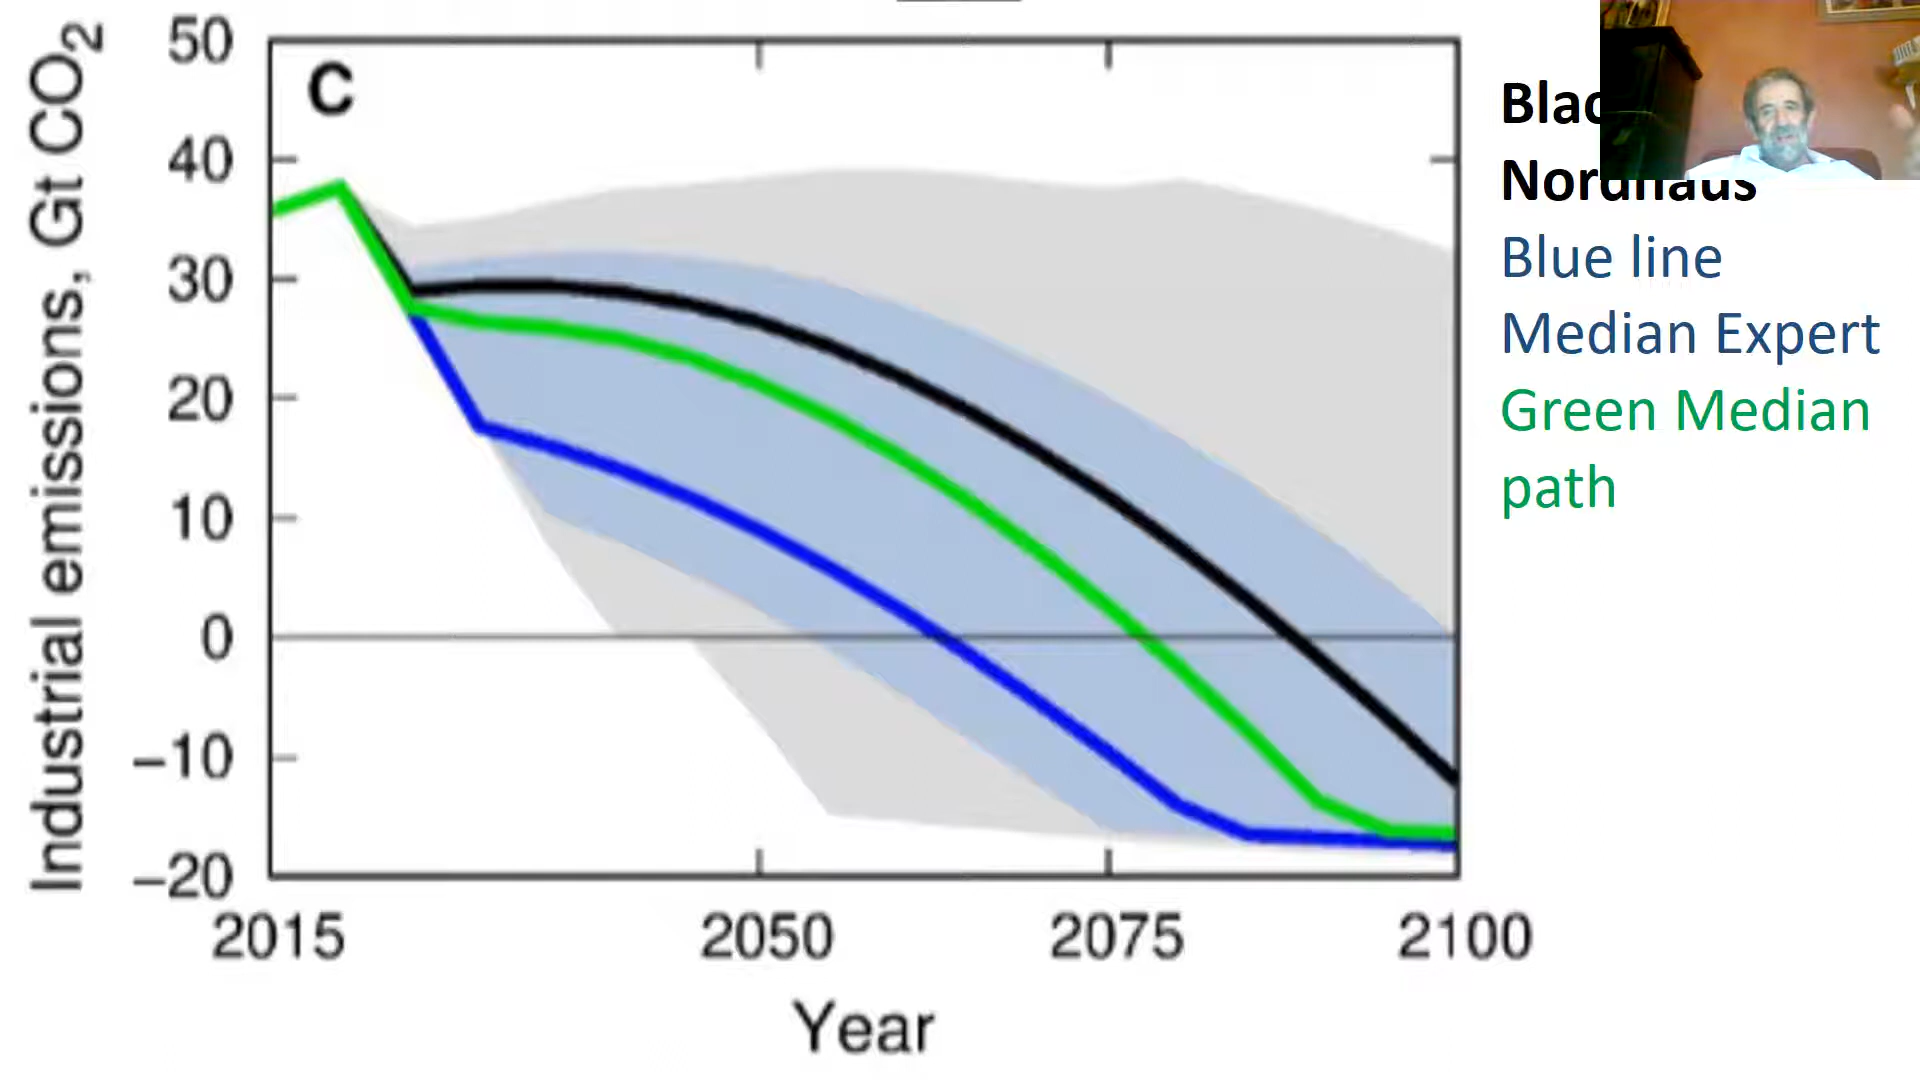 Industrial emissions, Gt CO₂
50
40
30
20
10
0
−10
−20
C
2015
2050
2075
2100
Year
Nordhaus
Blue line
Median Expert
Green Median
path